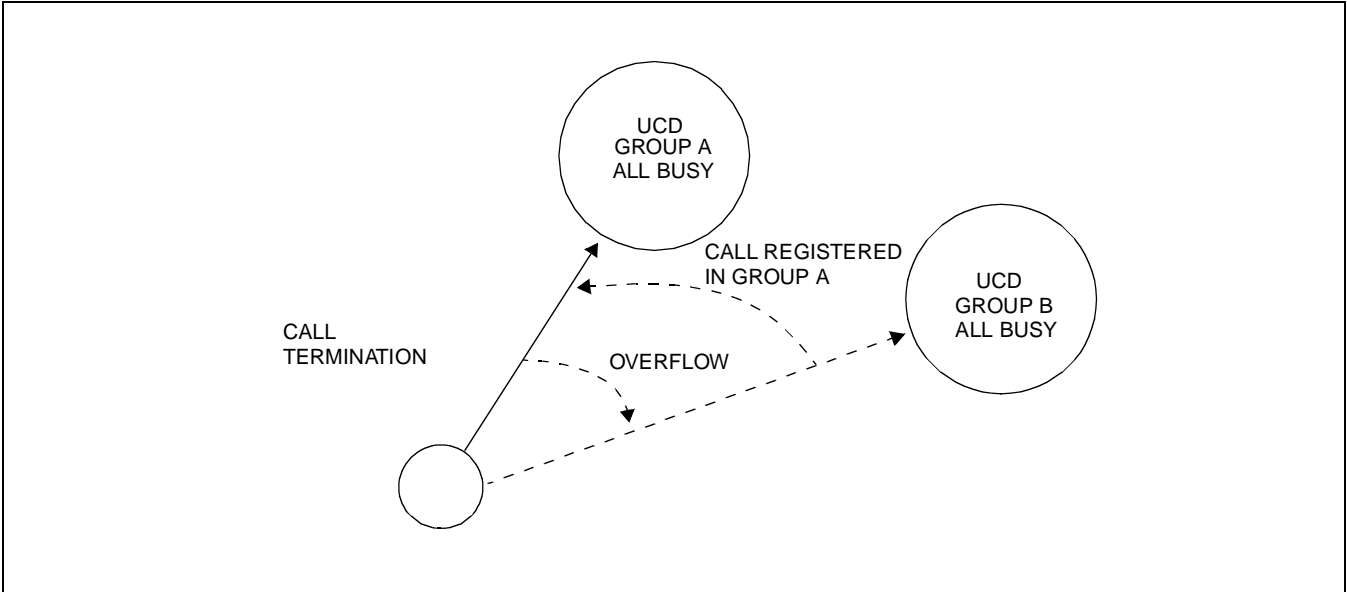 UCD
GROUP A
ALL BUSY
CALL REGISTERED
IN GROUP A
UCD
GROUP B
ALL BUSY
CALL
TERMINATION
OVERFLOW